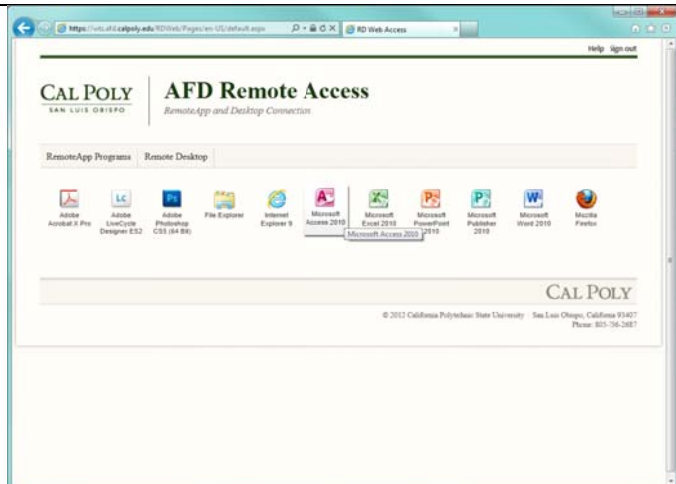 https://wts.afd.calpoly.edu/RDWeb/Pages/en-US/default.aspx
RD Web Access
Help Sign out
CAL POLY
SAN LUIS OBISPO
AFD Remote Access
RemoteApp and Desktop Connection
RemoteApp Programs Remote Desktop
Adobe Acrobat X Pro
Adobe LiveCycle Designer ES2
Adobe Photoshop CS5 (64 Bit)
File Explorer
Internet Explorer 9
Microsoft Access 2010
Microsoft Excel 2010
Microsoft PowerPoint 2010
Microsoft Publisher 2010
Microsoft Word 2010
Mozilla Firefox
Microsoft Access 2010
CAL POLY
© 2012 California Polytechnic State University San Luis Obispo, California 93407
Phone: 805-756-2687